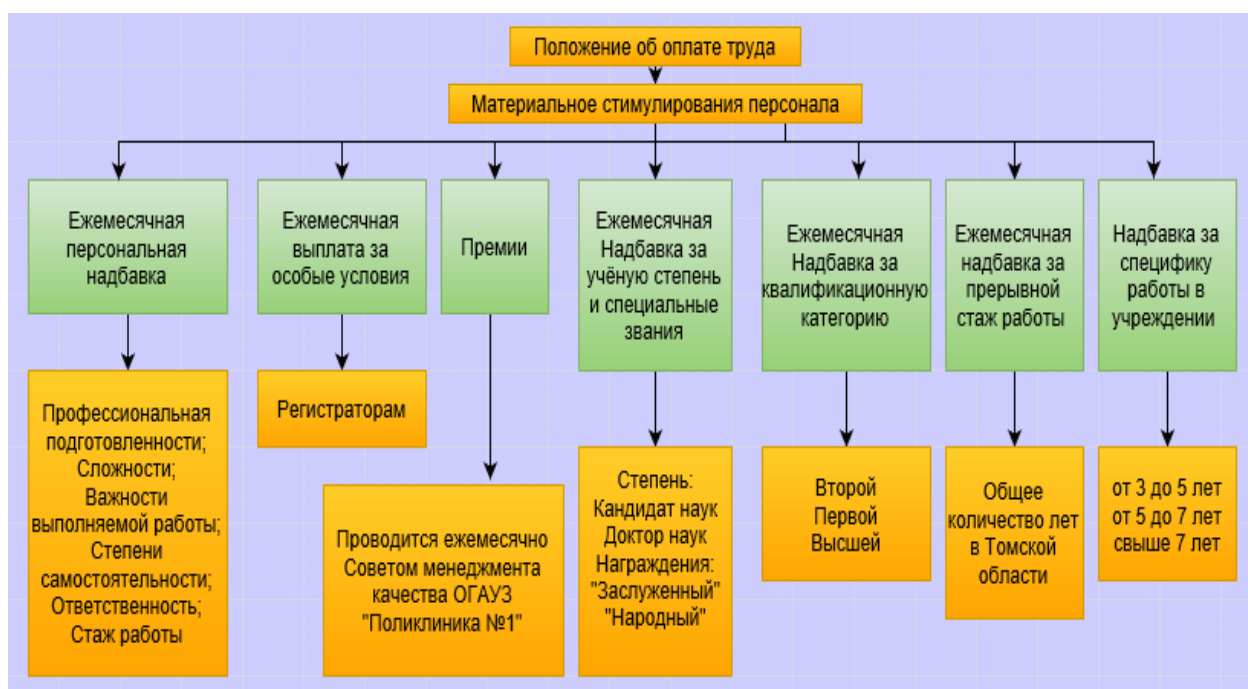 Положение об оплате труда
Материальное стимулирования персонала
Ежемесячная
персональная
надбавка
Ежемесячная
выплата за
особые условия
Премии
Ежемесячная
Надбавка за
учёную степень
и специальные
звания
Ежемесячная
Надбавка за
квалификационную
категорию
Ежемесячная
надбавка за
прерывной
стаж работы
Надбавка за
специфику
работы в
учреждении
Профессиональная
подготовленности;
Сложности;
Важности
выполняемой работы;
Степени
самостоятельности;
Ответственность;
Стаж работы
Регистраторам
Проводится ежемесячно
Советом менеджмента
качества ОГАУЗ
"Поликлиника №1"
Степень:
Кандидат наук
Доктор наук
Награждения:
"Заслуженный"
"Народный"
Второй
Первой
Высшей
Общее
количество лет
в Томской
области
от 3 до 5 лет
от 5 до 7 лет
свыше 7 лет